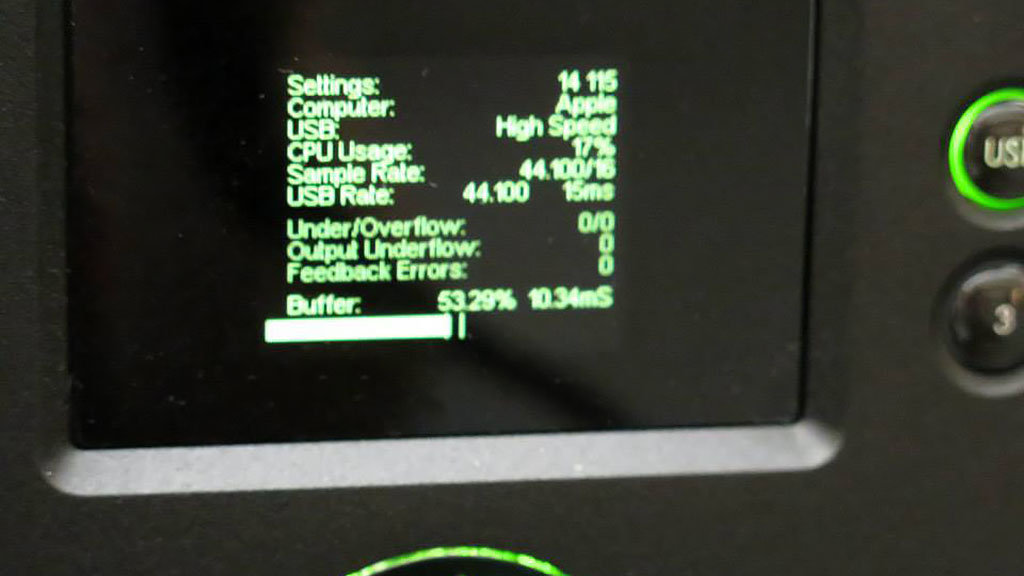 Settings: 14 115
Computer: Apple
USB: High Speed
CPU Usage: 17%
Sample Rate: 44.100/16
USB Rate: 44.100 15ms
Under/Overflow: 0/0
Output Underflow: 0
Feedback Errors: 0
Buffer: 53.29% 10.34mS
USB
3